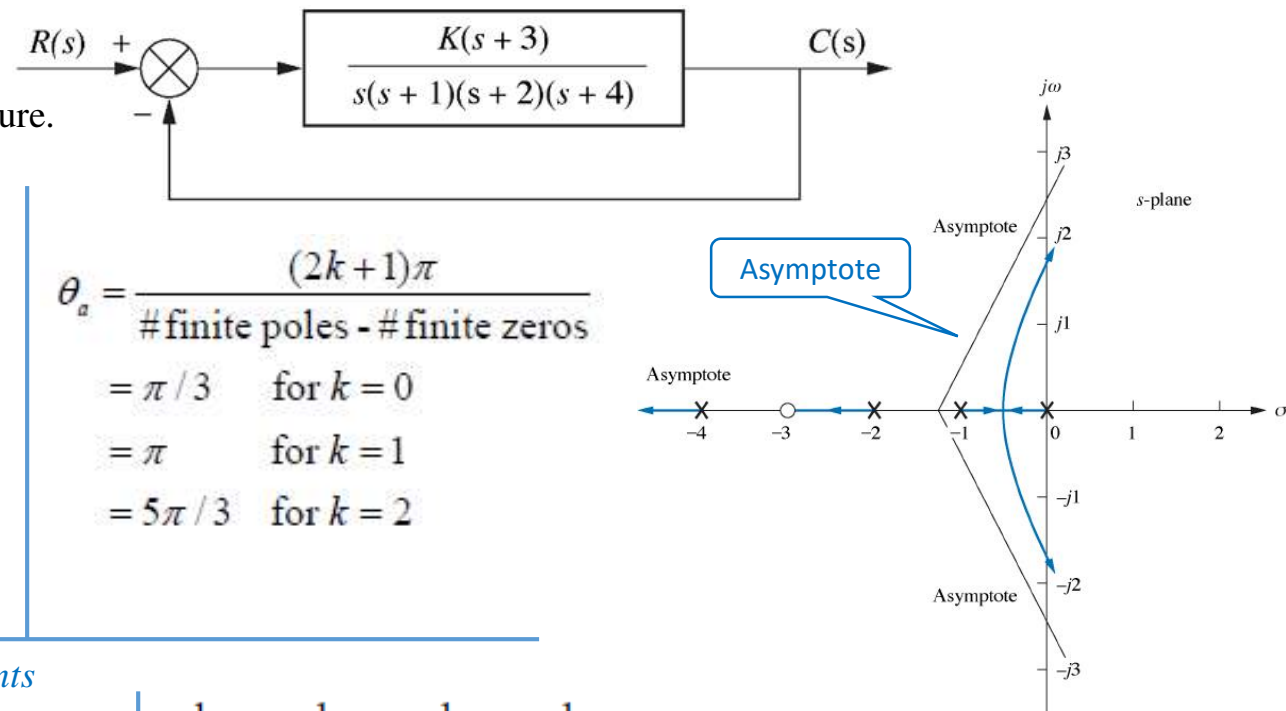 R(s) +
K(s + 3)
C(s)
s(s + 1)(s + 2)(s + 4)
−
ure.
θₐ = (2k+1)π
#finite poles - #finite zeros
= π / 3 for k = 0
= π for k = 1
= 5π / 3 for k = 2
jω
j3
s-plane
Asymptote
j2
Asymptote
j1
Asymptote
σ
−4 −3 −2 −1 0 1 2
−j1
Asymptote
−j2
−j3
nts